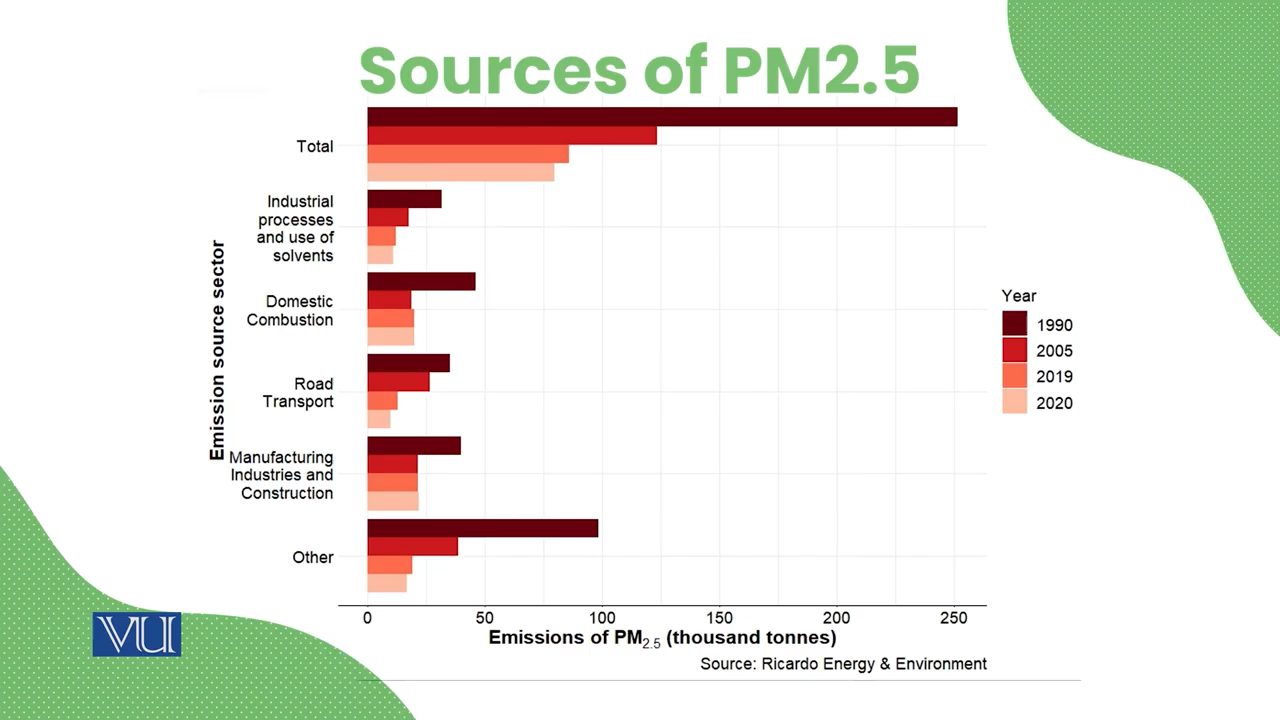 Sources of PM2.5
Total
Industrial
processes
and use of
solvents
Domestic
Combustion
Road
Transport
Manufacturing
Industries and
Construction
Other
Emission source sector
0 50 100 150 200 250
Emissions of PM2.5 (thousand tonnes)
Source: Ricardo Energy & Environment
Year
1990
2005
2019
2020
VU